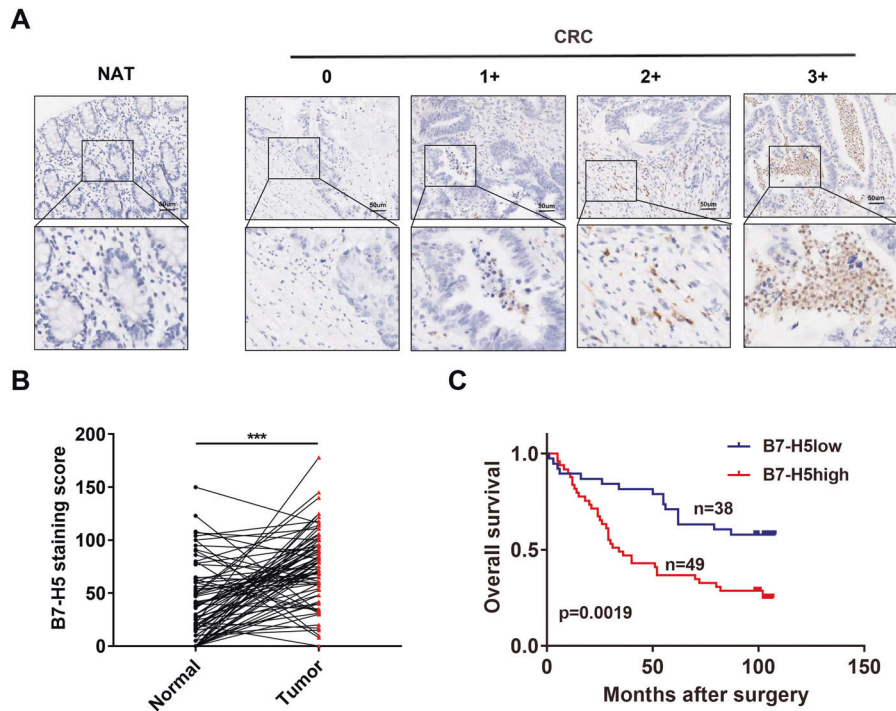 A
CRC
NAT
0
1+
2+
3+
50um
50um
50um
50um
50um
B
C
B7-H5 staining score
200
150
100
50
0
***
Normal
Tumor
Overall survival
1.0
0.5
0.0
B7-H5low
B7-H5high
n=38
n=49
p=0.0019
0
50
100
150
Months after surgery